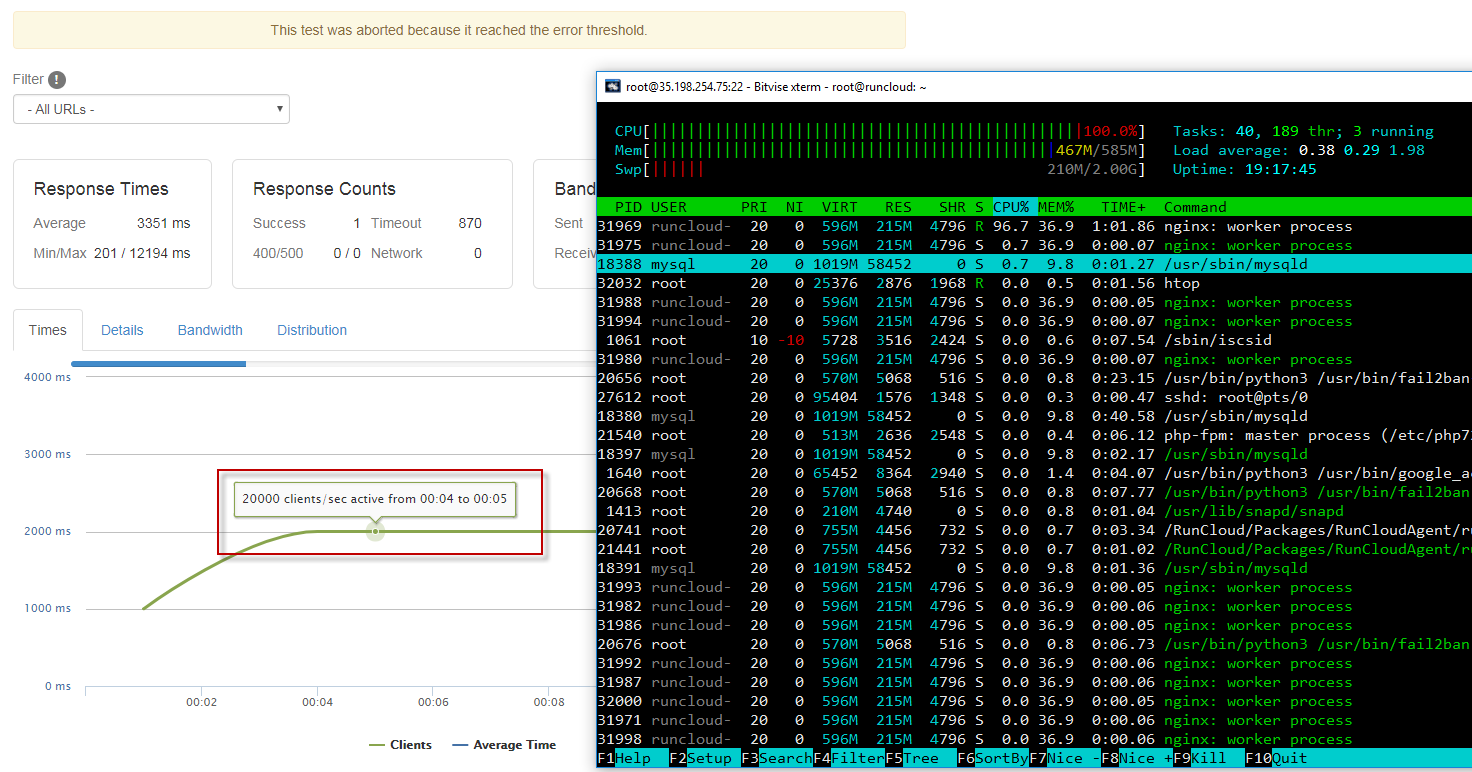 This test was aborted because it reached the error threshold.
Filter !
- All URLs -
Response Times
Average 3351 ms
Min/Max 201 / 12194 ms
Response Counts
Success 1 Timeout 870
400/500 0 / 0 Network 0
Band
Sent
Receiv
Times Details Bandwidth Distribution
4000 ms
3000 ms
20000 clients/sec active from 00:04 to 00:05
2000 ms
1000 ms
0 ms
00:02 00:04 00:06 00:08
Clients Average Time
root@35.198.254.75:22 - Bitvise xterm - root@runcloud: ~
CPU[||||||||||||||||||||||||||||||||||||||||||||||||100.0%] Tasks: 40, 189 thr; 3 running
Mem[|||||||||||||||||||||||||||||||||||||||||||||467M/585M] Load average: 0.38 0.29 1.98
Swp[|||||| 210M/2.00G] Uptime: 19:17:45
PID USER PRI NI VIRT RES SHR S CPU% MEM% TIME+ Command
31969 runcloud- 20 0 596M 215M 4796 R 96.7 36.9 1:01.86 nginx: worker process
31975 runcloud- 20 0 596M 215M 4796 S 0.7 36.9 0:00.07 nginx: worker process
18388 mysql 20 0 1019M 58452 0 S 0.7 9.8 0:01.27 /usr/sbin/mysqld
32032 root 20 0 25376 2876 1968 R 0.0 0.5 0:01.56 htop
31988 runcloud- 20 0 596M 215M 4796 S 0.0 36.9 0:00.05 nginx: worker process
31994 runcloud- 20 0 596M 215M 4796 S 0.0 36.9 0:00.07 nginx: worker process
1061 root 10 -10 5728 3516 2424 S 0.0 0.6 0:07.54 /sbin/iscsid
31980 runcloud- 20 0 596M 215M 4796 S 0.0 36.9 0:00.07 nginx: worker process
20656 root 20 0 570M 5068 516 S 0.0 0.8 0:23.15 /usr/bin/python3 /usr/bin/fail2ban
27612 root 20 0 95404 1576 1348 S 0.0 0.3 0:00.47 sshd: root@pts/0
18380 mysql 20 0 1019M 58452 0 S 0.0 9.8 0:40.58 /usr/sbin/mysqld
21540 root 20 0 513M 2636 2548 S 0.0 0.4 0:06.12 php-fpm: master process (/etc/php7
18397 mysql 20 0 1019M 58452 0 S 0.0 9.8 0:02.17 /usr/sbin/mysqld
1640 root 20 0 65452 8364 2940 S 0.0 1.4 0:04.07 /usr/bin/python3 /usr/bin/google_a
20668 root 20 0 570M 5068 516 S 0.0 0.8 0:07.77 /usr/bin/python3 /usr/bin/fail2ban
1413 root 20 0 210M 4740 0 S 0.0 0.8 0:01.04 /usr/lib/snapd/snapd
20741 root 20 0 755M 4456 732 S 0.0 0.7 0:03.34 /RunCloud/Packages/RunCloudAgent/r
21441 root 20 0 755M 4456 732 S 0.0 0.7 0:01.02 /RunCloud/Packages/RunCloudAgent/r
18391 mysql 20 0 1019M 58452 0 S 0.0 9.8 0:01.36 /usr/sbin/mysqld
31993 runcloud- 20 0 596M 215M 4796 S 0.0 36.9 0:00.05 nginx: worker process
31982 runcloud- 20 0 596M 215M 4796 S 0.0 36.9 0:00.06 nginx: worker process
31986 runcloud- 20 0 596M 215M 4796 S 0.0 36.9 0:00.05 nginx: worker process
20676 root 20 0 570M 5068 516 S 0.0 0.8 0:06.73 /usr/bin/python3 /usr/bin/fail2ban
31992 runcloud- 20 0 596M 215M 4796 S 0.0 36.9 0:00.06 nginx: worker process
31987 runcloud- 20 0 596M 215M 4796 S 0.0 36.9 0:00.06 nginx: worker process
32000 runcloud- 20 0 596M 215M 4796 S 0.0 36.9 0:00.06 nginx: worker process
31971 runcloud- 20 0 596M 215M 4796 S 0.0 36.9 0:00.06 nginx: worker process
31998 runcloud- 20 0 596M 215M 4796 S 0.0 36.9 0:00.06 nginx: worker process
F1Help F2Setup F3SearchF4FilterF5Tree F6SortByF7Nice -F8Nice +F9Kill F10Quit